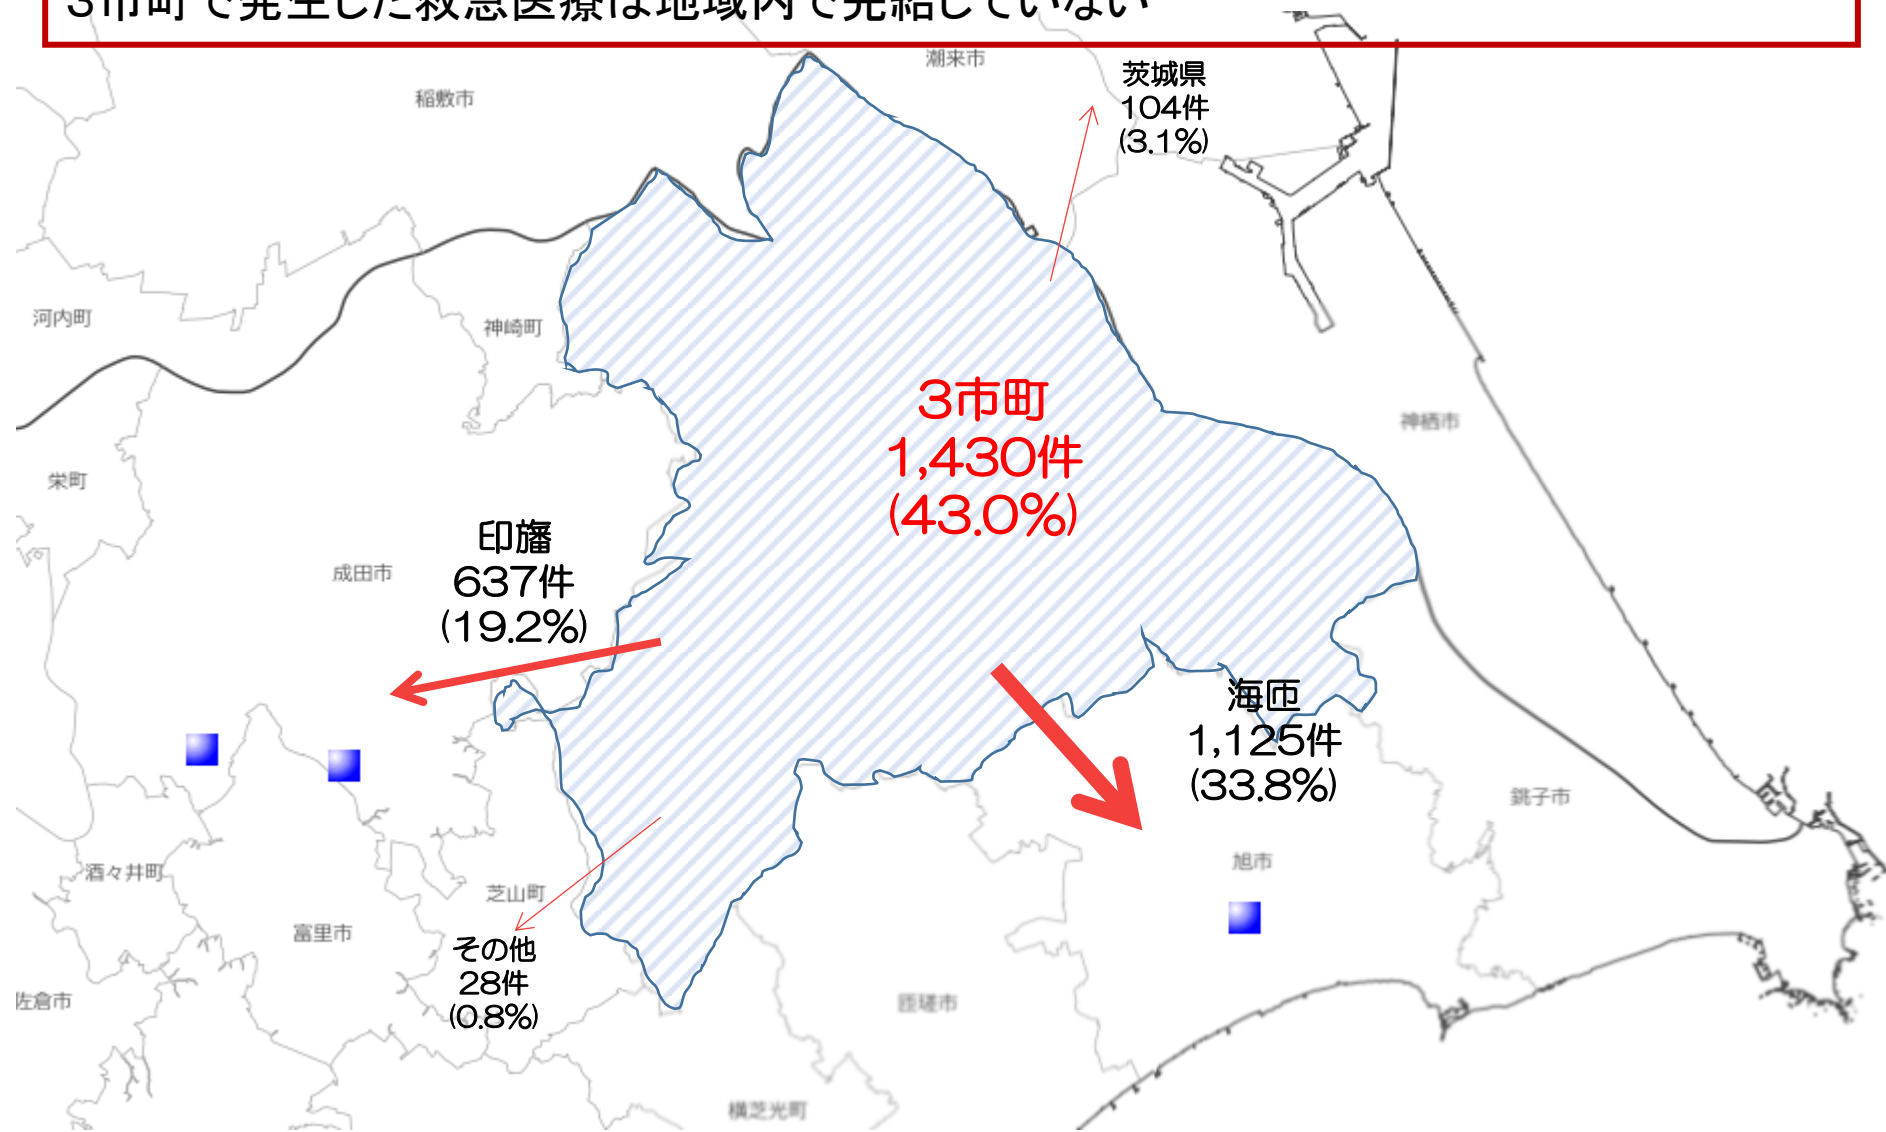 3市町で発生した救急医療は地域内で完結していない
潮来市
茨城県
104件
(3.1%)
稲敷市
河内町
神崎町
3市町
1,430件
(43.0%)
神栖市
栄町
印旛
637件
(19.2%)
成田市
海匝
1,125件
(33.8%)
銚子市
旭市
酒々井町
芝山町
富里市
その他
28件
(0.8%)
佐倉市
匝瑳市
横芝光町